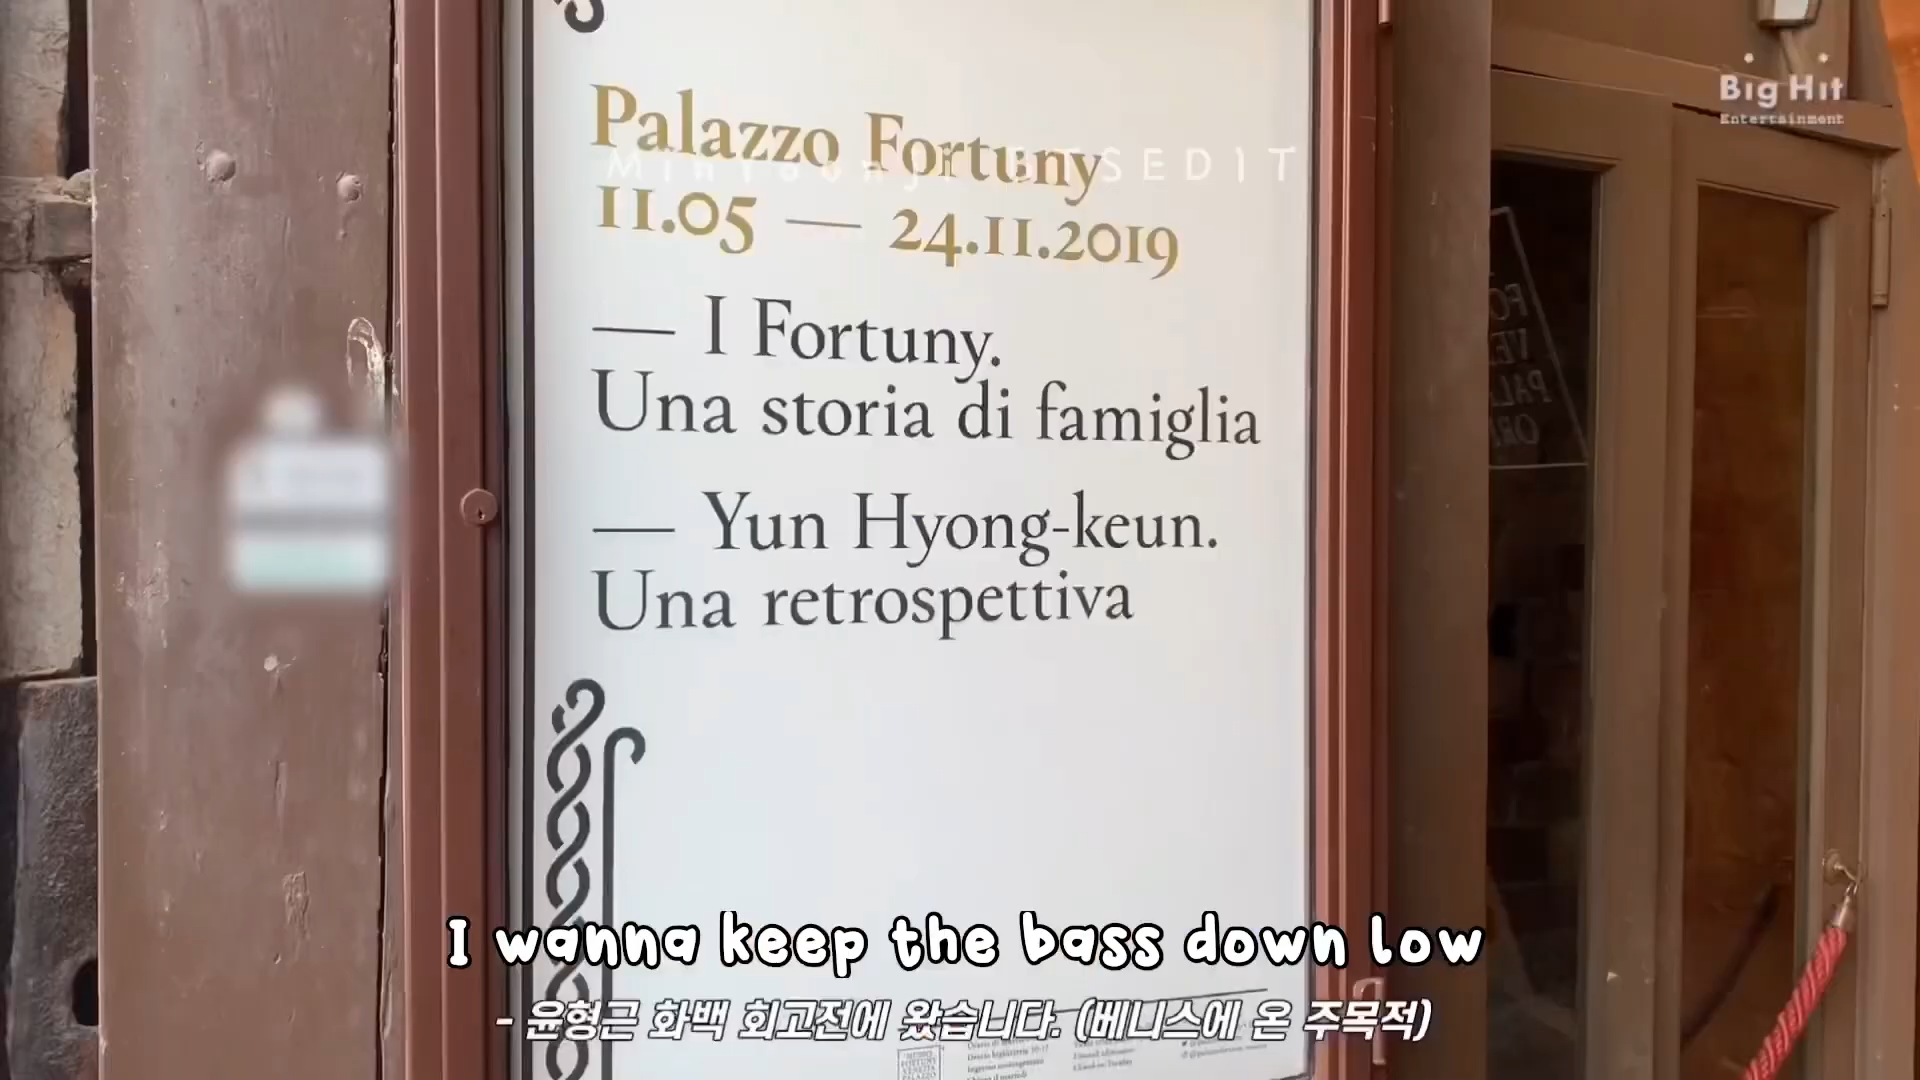 Big Hit
Entertainment
Palazzo Fortuny
11.05 — 24.11.2019
— I Fortuny.
Una storia di famiglia
— Yun Hyong-keun.
Una retrospettiva
I wanna keep the bass down low
- 윤형근 화백 회고전에 왔습니다. (베니스에 온 주목적)